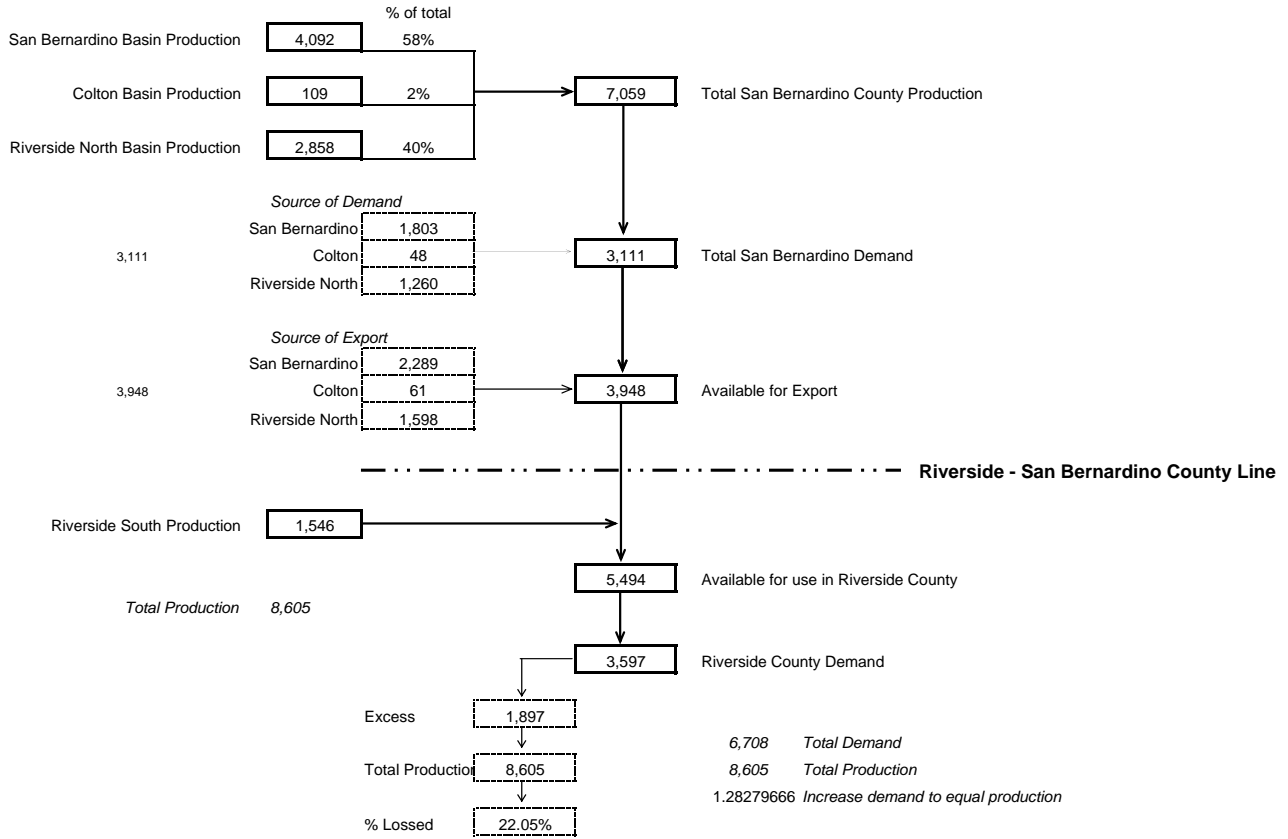 % of total
San Bernardino Basin Production 4,092 58%
Colton Basin Production 109 2% 7,059 Total San Bernardino County Production
Riverside North Basin Production 2,858 40%
Source of Demand
San Bernardino 1,803
3,111 Colton 48 3,111 Total San Bernardino Demand
Riverside North 1,260
Source of Export
San Bernardino 2,289
3,948 Colton 61 3,948 Available for Export
Riverside North 1,598
Riverside - San Bernardino County Line
Riverside South Production 1,546
5,494 Available for use in Riverside County
Total Production 8,605
3,597 Riverside County Demand
Excess 1,897
6,708 Total Demand
Total Production 8,605 8,605 Total Production
1.28279666 Increase demand to equal production
% Lossed 22.05%